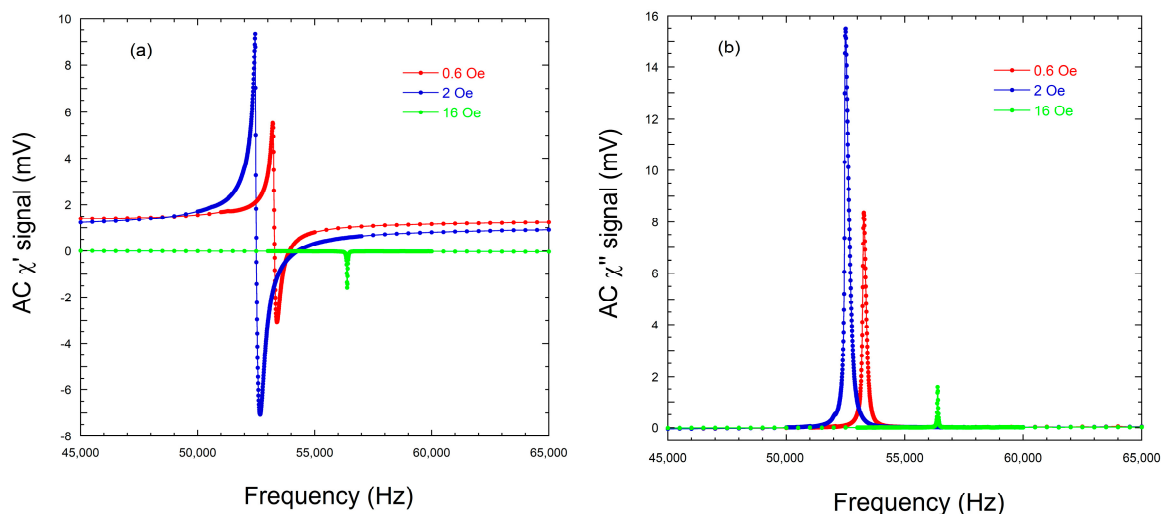 10
8
6
4
2
0
-2
-4
-6
-8
AC χ' signal (mV)
(a)
0.6 Oe
2 Oe
16 Oe
45,000 50,000 55,000 60,000 65,000
Frequency (Hz)
16
14
12
10
8
6
4
2
0
AC χ'' signal (mV)
(b)
0.6 Oe
2 Oe
16 Oe
45,000 50,000 55,000 60,000 65,000
Frequency (Hz)